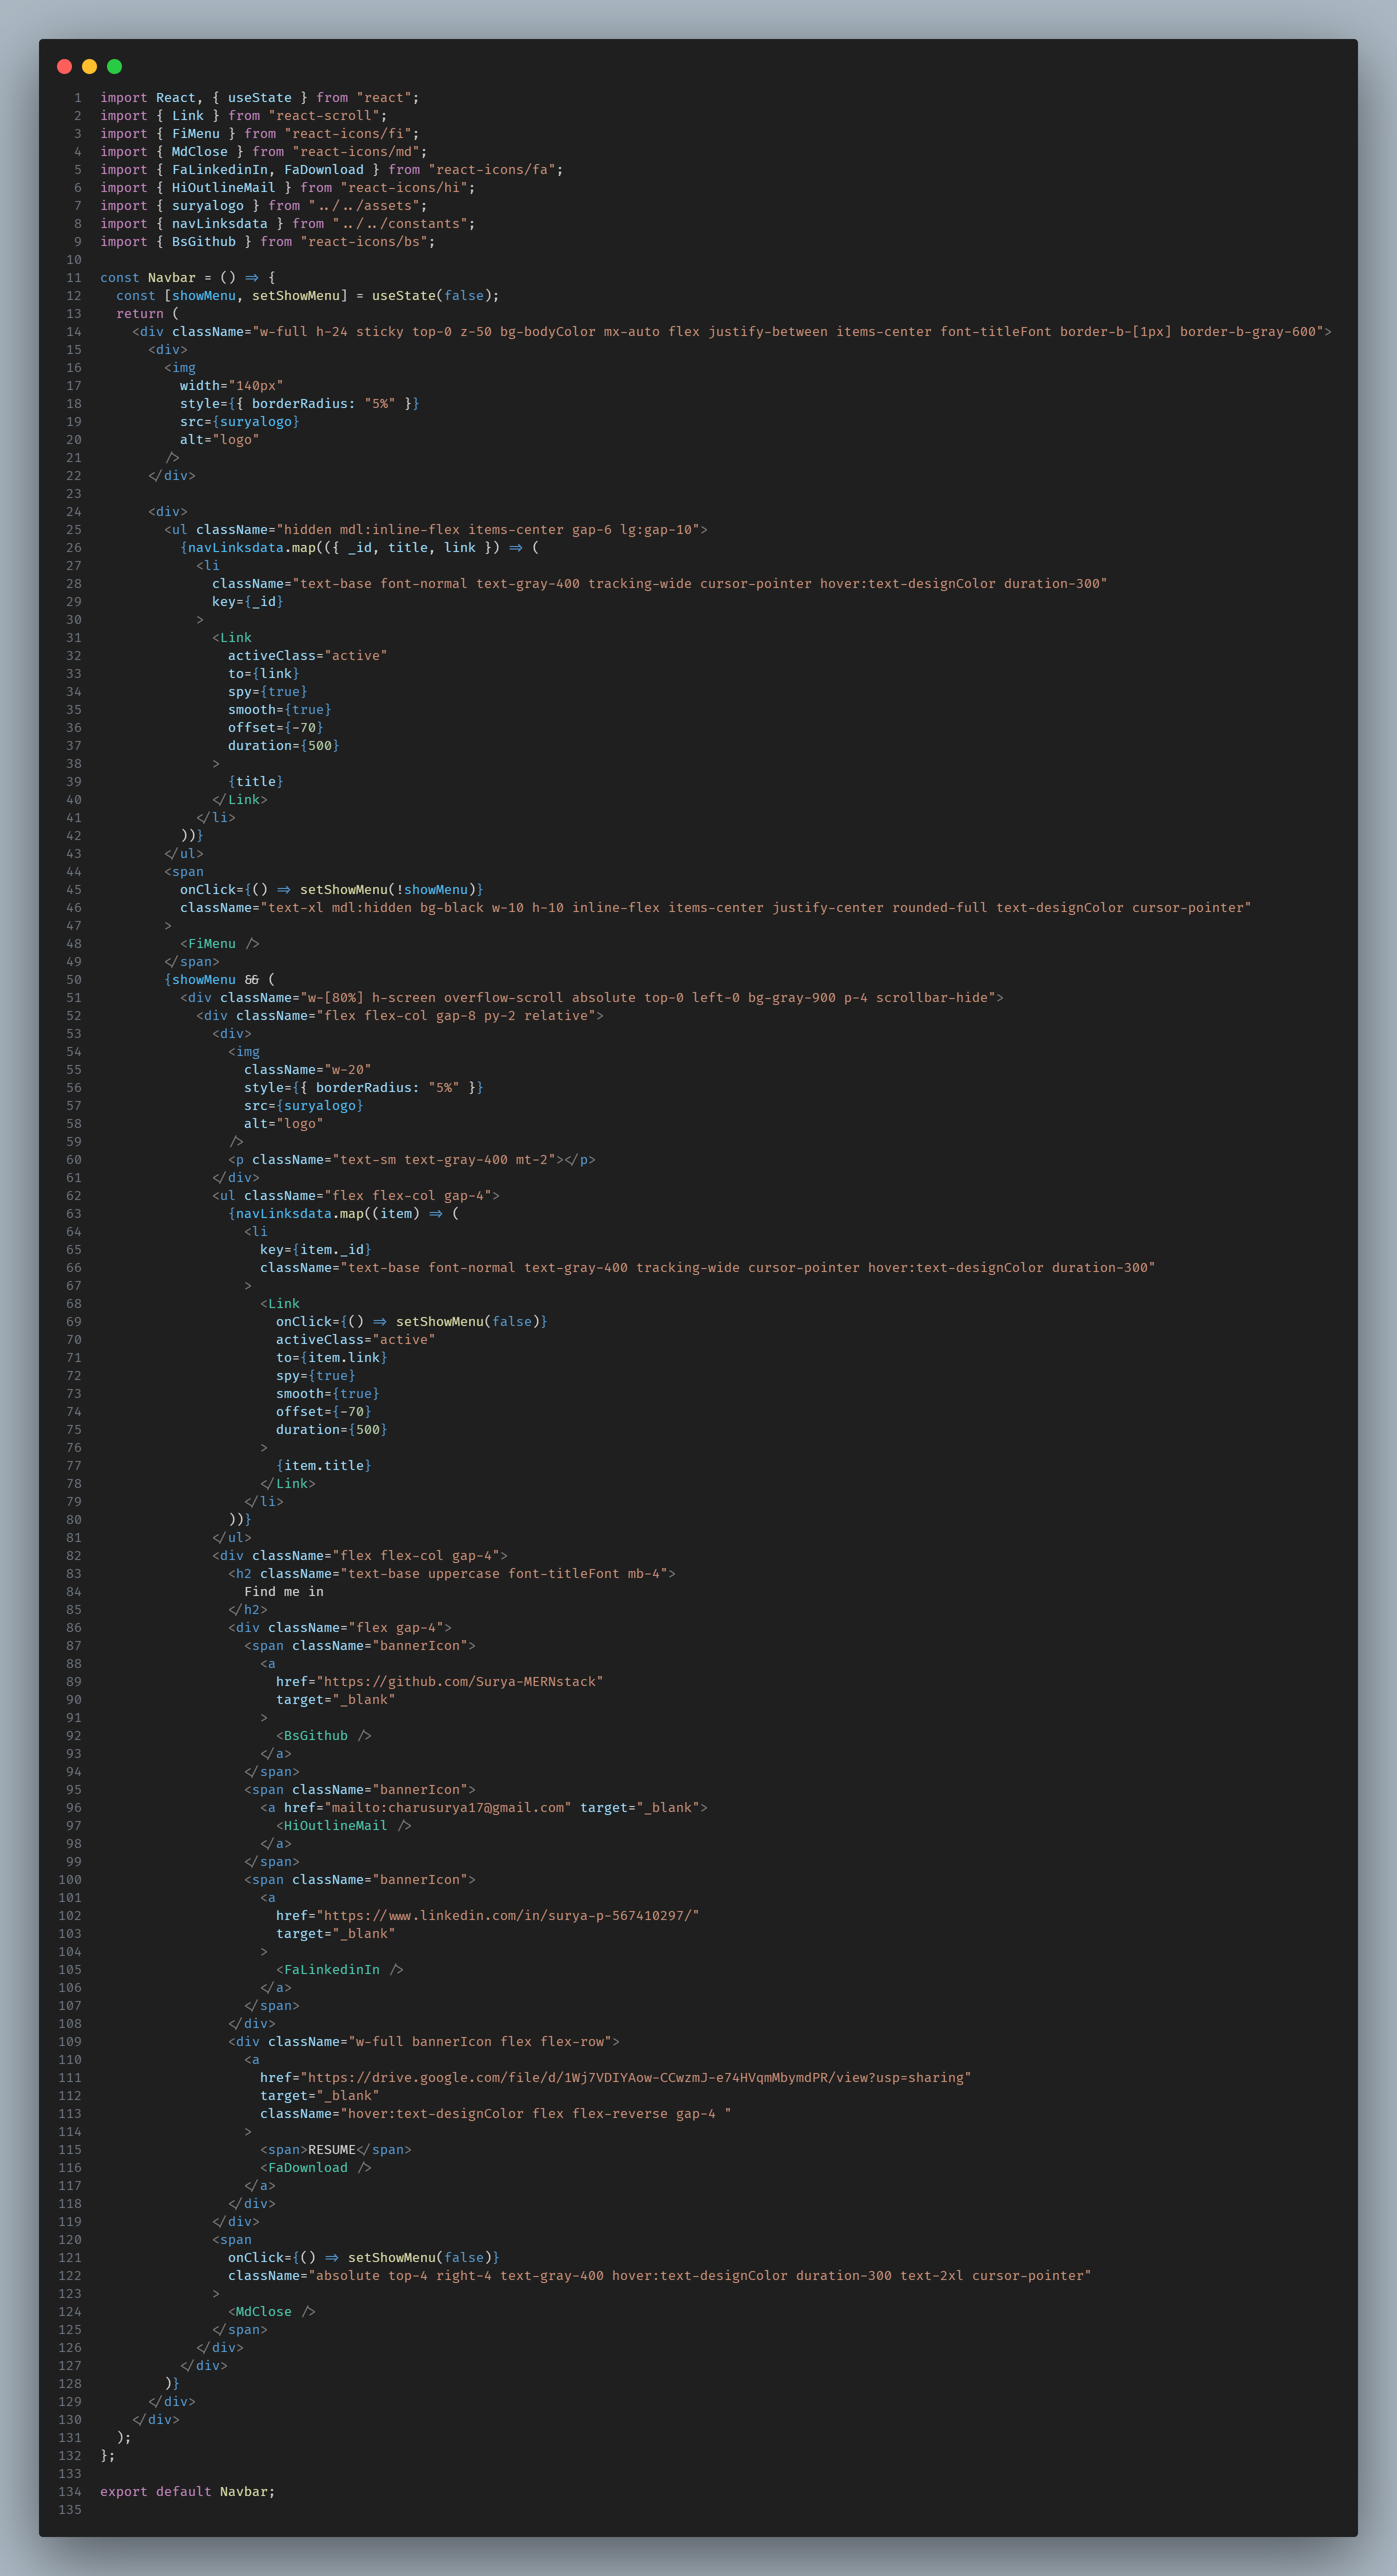 1 import React, { useState } from "react";
2 import { Link } from "react-scroll";
3 import { FiMenu } from "react-icons/fi";
4 import { MdClose } from "react-icons/md";
5 import { FaLinkedinIn, FaDownload } from "react-icons/fa";
6 import { HiOutlineMail } from "react-icons/hi";
7 import { suryalogo } from "../../assets";
8 import { navLinksdata } from "../../constants";
9 import { BsGithub } from "react-icons/bs";
10
11 const Navbar = () => {
12   const [showMenu, setShowMenu] = useState(false);
13   return (
14     <div className="w-full h-24 sticky top-0 z-50 bg-bodyColor mx-auto flex justify-between items-center font-titleFont border-b-[1px] border-b-gray-600">
15       <div>
16         <img
17           width="140px"
18           style={{ borderRadius: "5%" }}
19           src={suryalogo}
20           alt="logo"
21         />
22       </div>
23
24       <div>
25         <ul className="hidden mdl:inline-flex items-center gap-6 lg:gap-10">
26           {navLinksdata.map(({ _id, title, link }) => (
27             <li
28               className="text-base font-normal text-gray-400 tracking-wide cursor-pointer hover:text-designColor duration-300"
29               key={_id}
30             >
31               <Link
32                 activeClass="active"
33                 to={link}
34                 spy={true}
35                 smooth={true}
36                 offset={-70}
37                 duration={500}
38               >
39                 {title}
40               </Link>
41             </li>
42           ))}
43         </ul>
44         <span
45           onClick={() => setShowMenu(!showMenu)}
46           className="text-xl mdl:hidden bg-black w-10 h-10 inline-flex items-center justify-center rounded-full text-designColor cursor-pointer"
47         >
48           <FiMenu />
49         </span>
50         {showMenu && (
51           <div className="w-[80%] h-screen overflow-scroll absolute top-0 left-0 bg-gray-900 p-4 scrollbar-hide">
52             <div className="flex flex-col gap-8 py-2 relative">
53               <div>
54                 <img
55                   className="w-20"
56                   style={{ borderRadius: "5%" }}
57                   src={suryalogo}
58                   alt="logo"
59                 />
60                 <p className="text-sm text-gray-400 mt-2"></p>
61               </div>
62               <ul className="flex flex-col gap-4">
63                 {navLinksdata.map((item) => (
64                   <li
65                     key={item._id}
66                     className="text-base font-normal text-gray-400 tracking-wide cursor-pointer hover:text-designColor duration-300"
67                   >
68                     <Link
69                       onClick={() => setShowMenu(false)}
70                       activeClass="active"
71                       to={item.link}
72                       spy={true}
73                       smooth={true}
74                       offset={-70}
75                       duration={500}
76                     >
77                       {item.title}
78                     </Link>
79                   </li>
80                 ))}
81               </ul>
82               <div className="flex flex-col gap-4">
83                 <h2 className="text-base uppercase font-titleFont mb-4">
84                   Find me in
85                 </h2>
86                 <div className="flex gap-4">
87                   <span className="bannerIcon">
88                     <a
89                       href="https://github.com/Surya-MERNstack"
90                       target="_blank"
91                     >
92                       <BsGithub />
93                     </a>
94                   </span>
95                   <span className="bannerIcon">
96                     <a href="mailto:charusurya17@gmail.com" target="_blank">
97                       <HiOutlineMail />
98                     </a>
99                   </span>
100                   <span className="bannerIcon">
101                     <a
102                       href="https://www.linkedin.com/in/surya-p-567410297/"
103                       target="_blank"
104                     >
105                       <FaLinkedinIn />
106                     </a>
107                   </span>
108                 </div>
109                 <div className="w-full bannerIcon flex flex-row">
110                   <a
111                     href="https://drive.google.com/file/d/1Wj7VDIYAow-CCwzmJ-e74HVqmMbymdPR/view?usp=sharing"
112                     target="_blank"
113                     className="hover:text-designColor flex flex-reverse gap-4 "
114                   >
115                     <span>RESUME</span>
116                     <FaDownload />
117                   </a>
118                 </div>
119               </div>
120               <span
121                 onClick={() => setShowMenu(false)}
122                 className="absolute top-4 right-4 text-gray-400 hover:text-designColor duration-300 text-2xl cursor-pointer"
123               >
124                 <MdClose />
125               </span>
126             </div>
127           </div>
128         )}
129       </div>
130     </div>
131   );
132 };
133
134 export default Navbar;
135